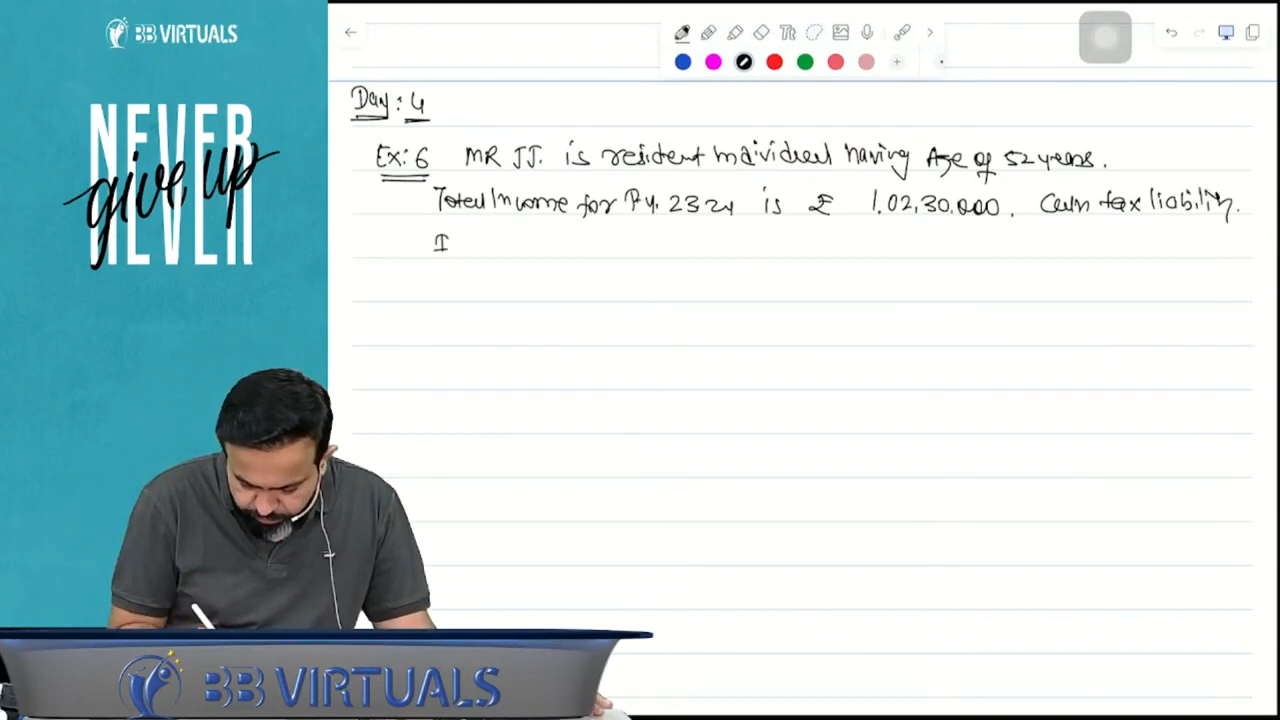 BB VIRTUALS
NEVER
give up
NEVER
Day: 4
Ex: 6 MR JJ. is resident Individual having Age of 52 years.
Total Income for P.Y. 23 24 is ₹ 1,02,30,000. Calm tax liability.
I
BB VIRTUALS